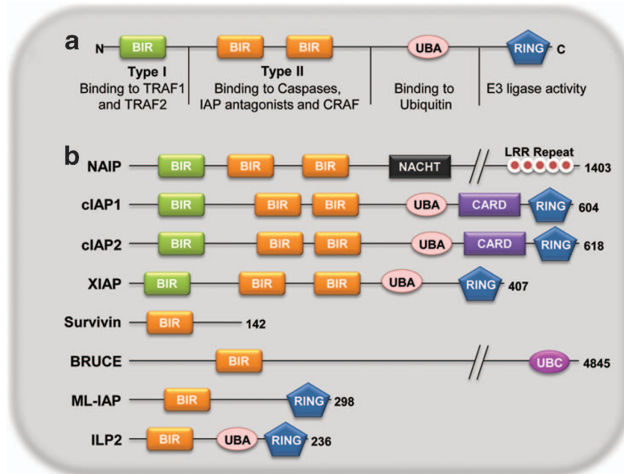 a
N BIR BIR BIR UBA RING C
Type I Type II
Binding to TRAF1 Binding to Caspases, Binding to E3 ligase activity
and TRAF2 IAP antagonists and CRAF Ubiquitin
b
LRR Repeat
NAIP BIR BIR BIR NACHT 1403
cIAP1 BIR BIR BIR UBA CARD RING 604
cIAP2 BIR BIR BIR UBA CARD RING 618
XIAP BIR BIR BIR UBA RING 407
Survivin BIR 142
BRUCE BIR UBC 4845
ML-IAP BIR RING 298
ILP2 BIR UBA RING 236